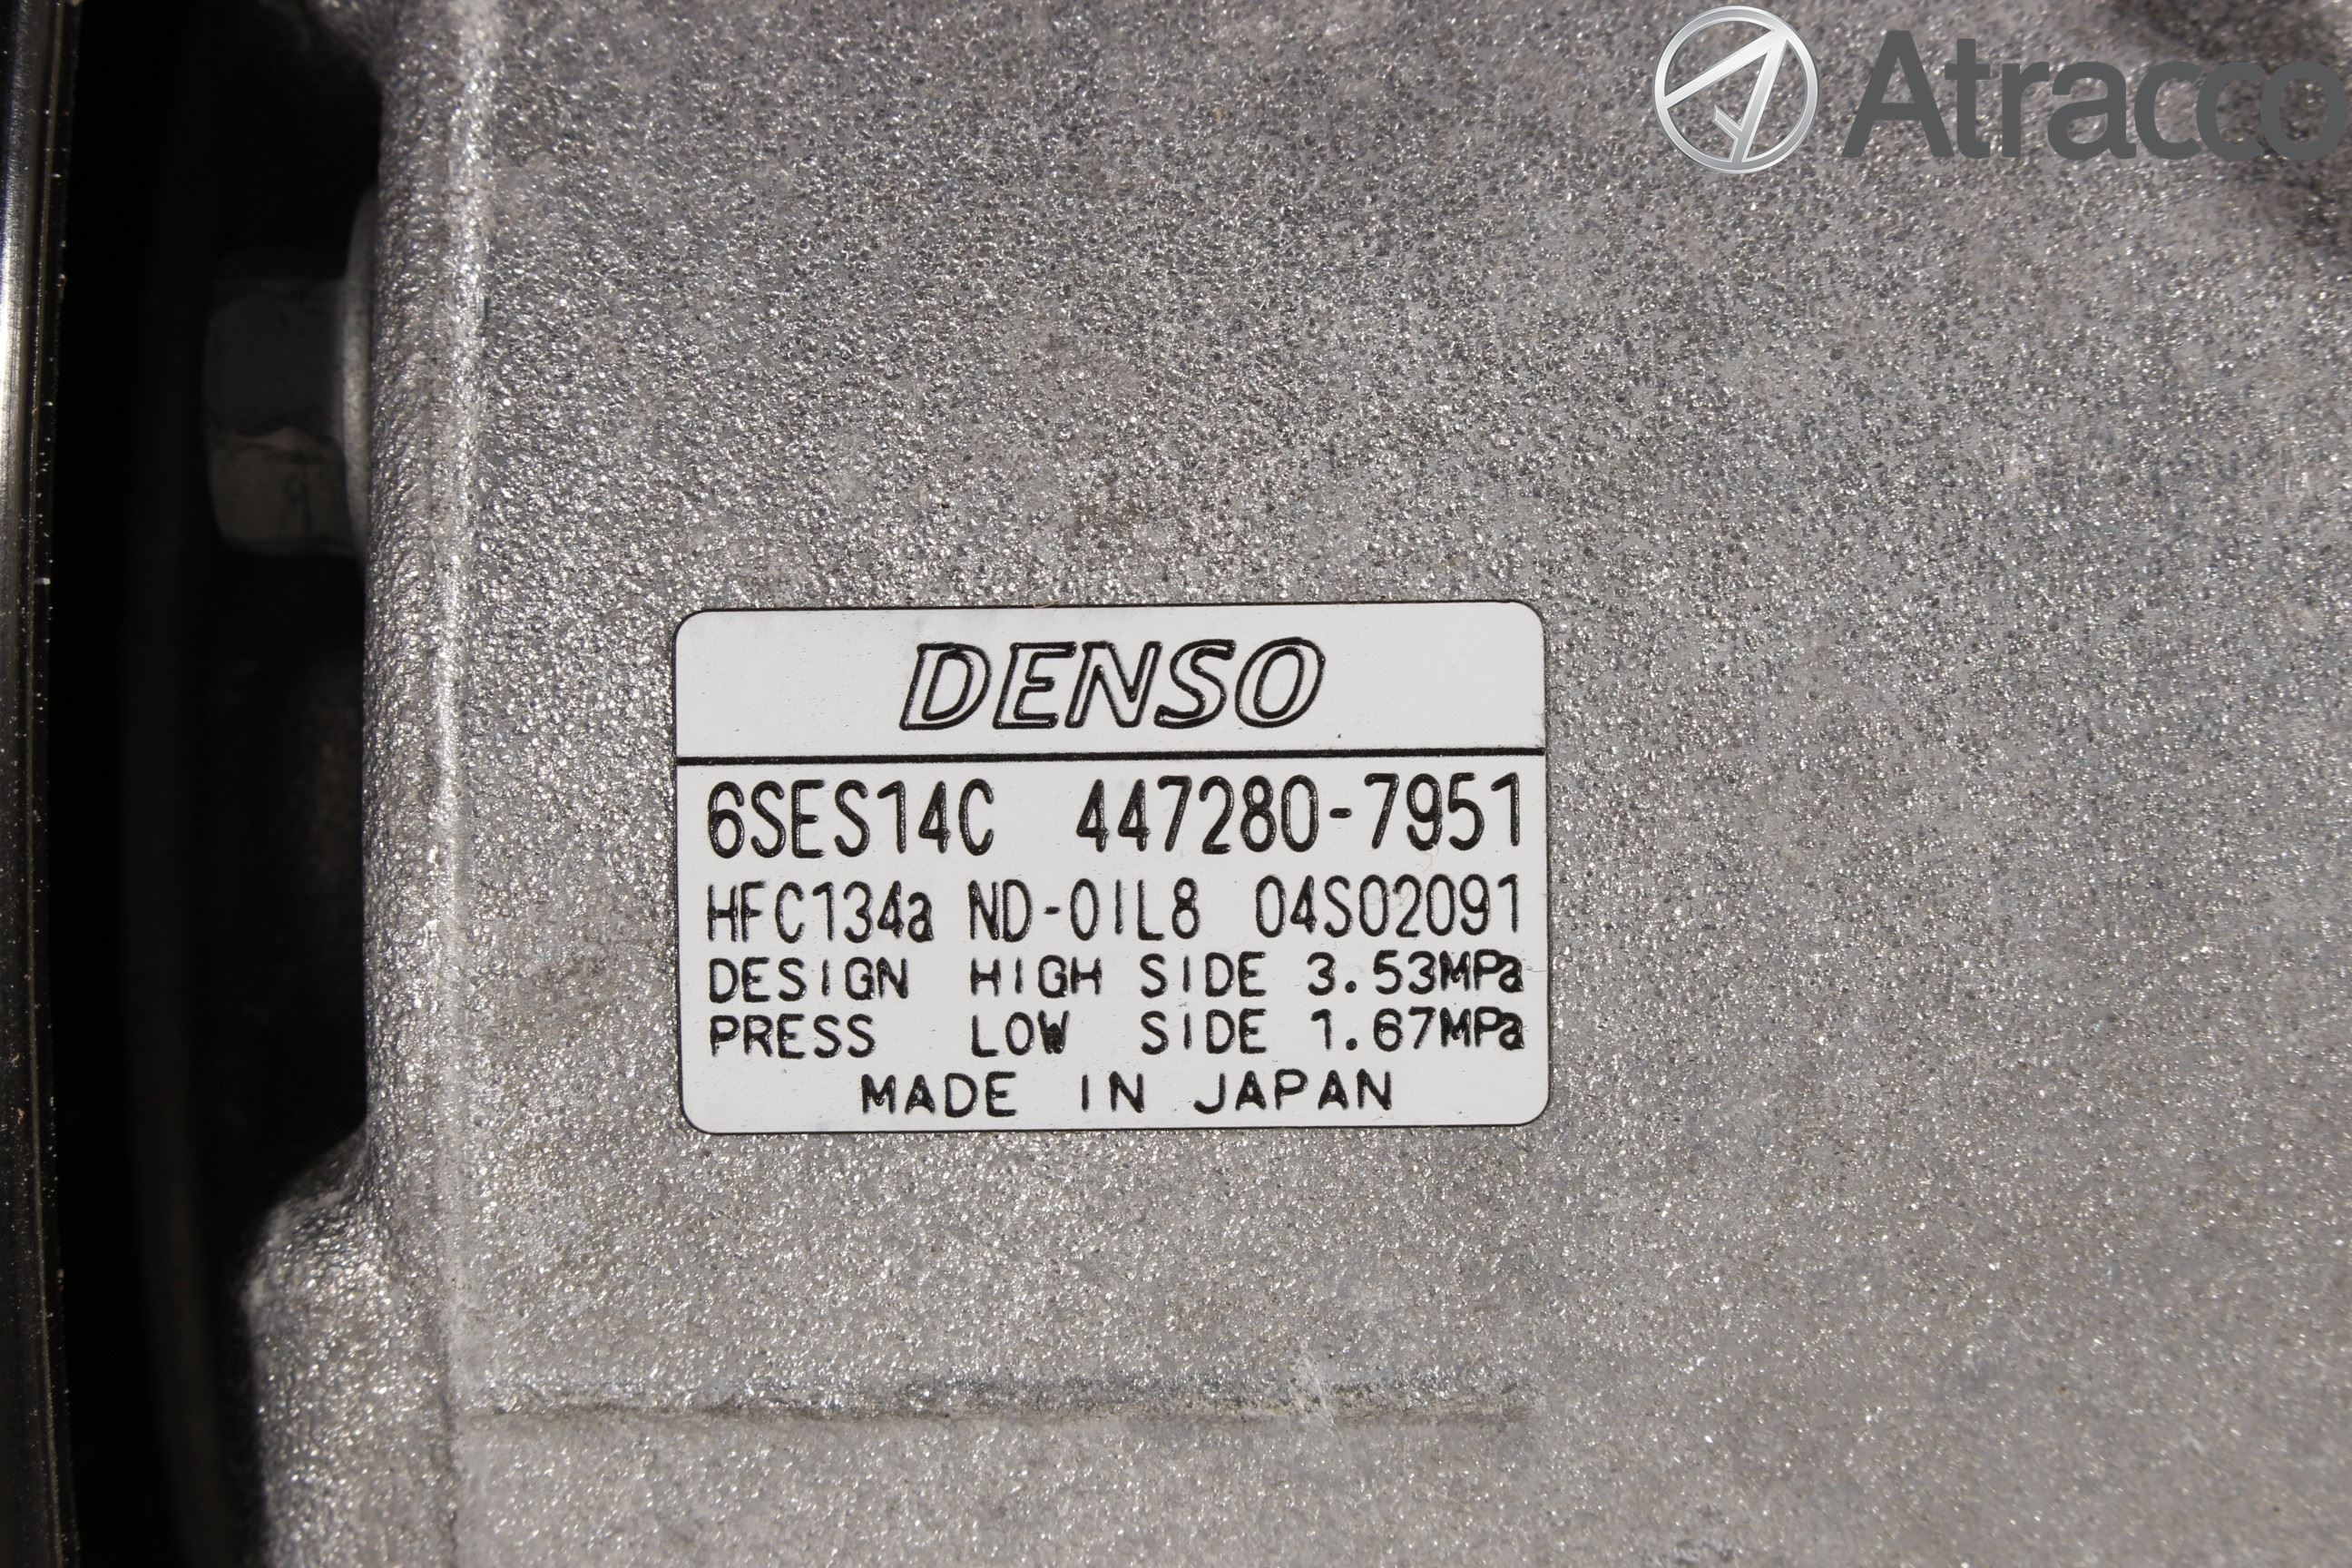 Atracco
DENSO
6SES14C 447280-7951
HFC134a ND-OIL8 04S02091
DESIGN HIGH SIDE 3.53MPa
PRESS LOW SIDE 1.67MPa
MADE IN JAPAN